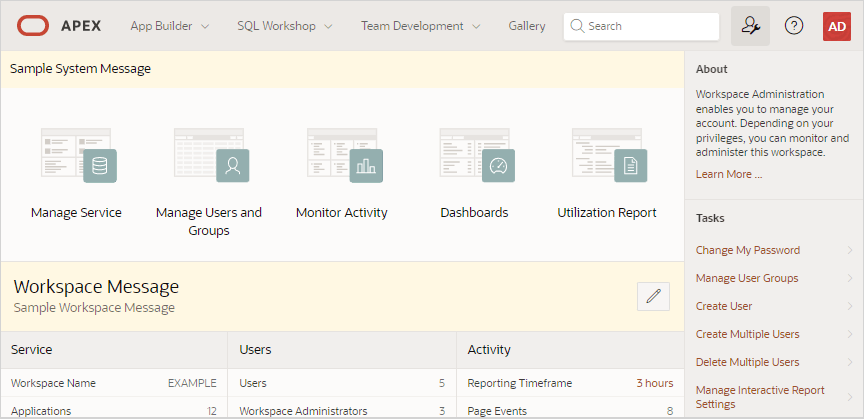 APEX
App Builder
SQL Workshop
Team Development
Gallery
Search
AD
Sample System Message
Manage Service
Manage Users and
Groups
Monitor Activity
Dashboards
Utilization Report
Workspace Message
Sample Workspace Message
Service
Workspace Name EXAMPLE
Applications 12
Users
Users 5
Workspace Administrators 3
Activity
Reporting Timeframe 3 hours
Page Events 8
About
Workspace Administration
enables you to manage your
account. Depending on your
privileges, you can monitor and
administer this workspace.
Learn More ...
Tasks
Change My Password
Manage User Groups
Create User
Create Multiple Users
Delete Multiple Users
Manage Interactive Report
Settings